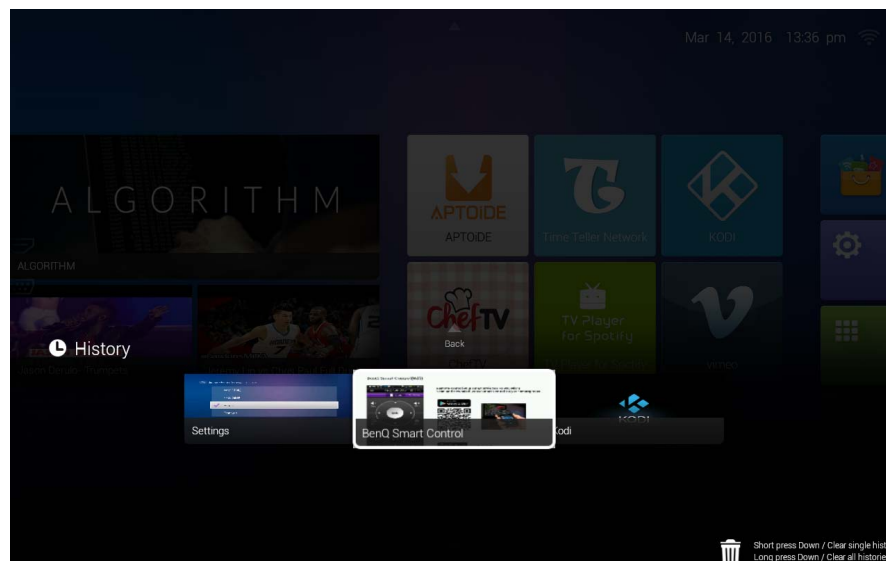 Mar 14, 2016 13:36 pm
ALGORITHM
ALGORITHM
APTOiDE
APTOiDE
Time Teller Network
KODI
ChefTV
TV Player
for Spotify
Back
vimeo
History
Settings
BenQ Smart Control
Kodi
KODI
Short press Down / Clear single hist
Long press Down / Clear all historie